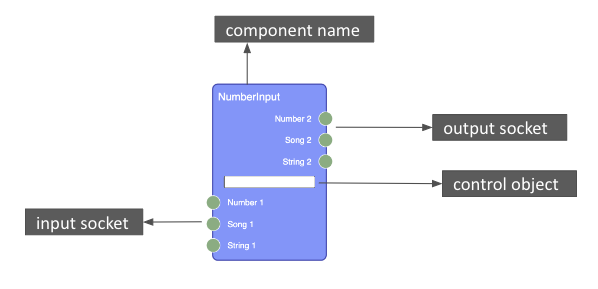 component name
NumberInput
Number 2
output socket
Song 2
String 2
control object
Number 1
input socket
Song 1
String 1